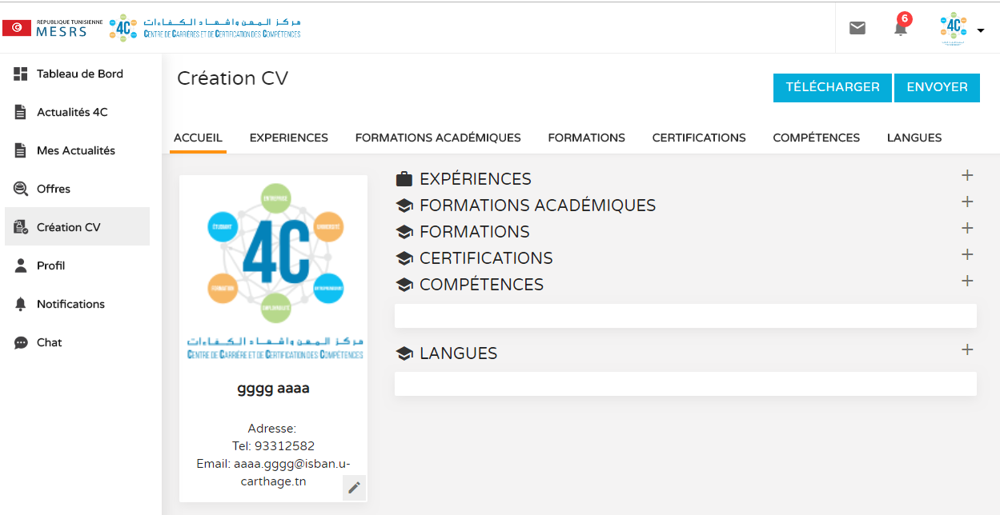 REPUBLIQUE TUNISIENNE
MESRS
4C
مركز المهن واشهاد الكفاءات
CENTRE DE CARRIÈRES ET DE CERTIFICATION DES COMPÉTENCES
6
4C
Tableau de Bord
Actualités 4C
Mes Actualités
Offres
Création CV
Profil
Notifications
Chat
Création CV
TÉLÉCHARGER
ENVOYER
ACCUEIL
EXPERIENCES
FORMATIONS ACADÉMIQUES
FORMATIONS
CERTIFICATIONS
COMPÉTENCES
LANGUES
ENTREPRISE
ÉTUDIANT
UNIVERSITÉ
4C
FORMATION
ENTREPRENEURIAT
EMPLOYABILITÉ
مركز المهن واشهاد الكفاءات
CENTRE DE CARRIÈRE ET DE CERTIFICATION DES COMPÉTENCES
gggg aaaa
Adresse:
Tel: 93312582
Email: aaaa.gggg@isban.u-
carthage.tn
EXPÉRIENCES
FORMATIONS ACADÉMIQUES
FORMATIONS
CERTIFICATIONS
COMPÉTENCES
LANGUES